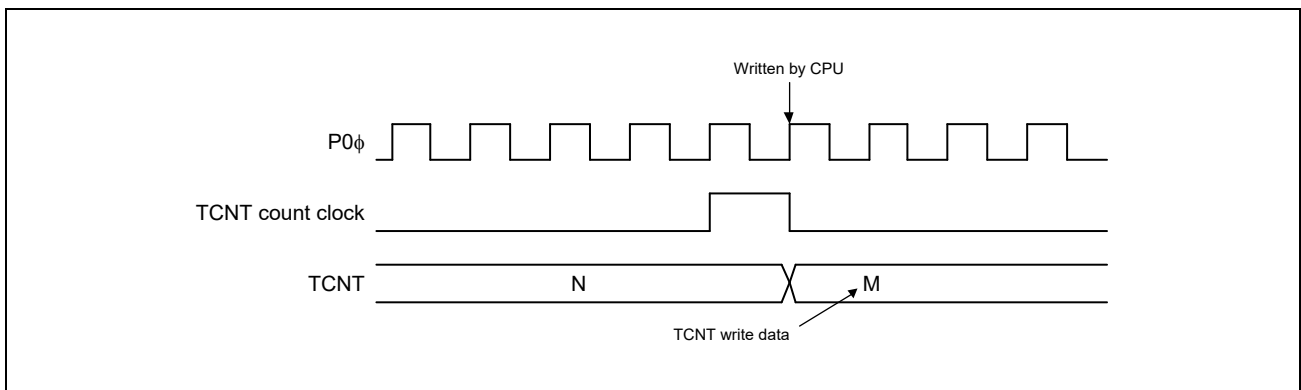 Written by CPU
P0ϕ
TCNT count clock
TCNT
N
M
TCNT write data